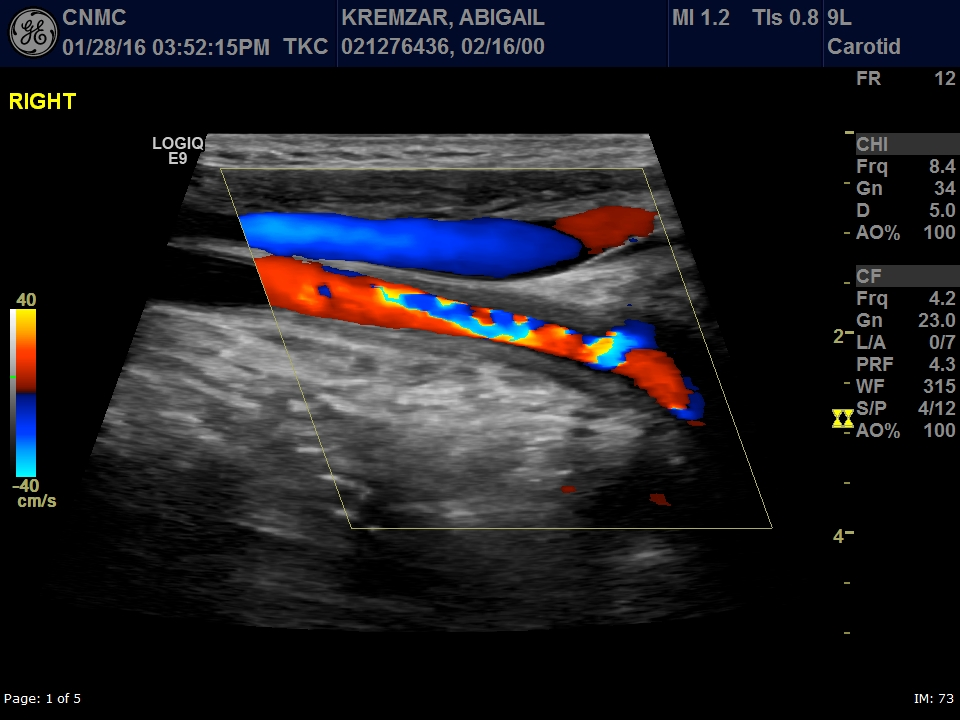 CNMC
01/28/16 03:52:15PM TKC
KREMZAR, ABIGAIL
021276436, 02/16/00
MI 1.2 TIs 0.8
9L
Carotid
RIGHT
LOGIQ
E9
FR 12
CHI
Frq 8.4
Gn 34
D 5.0
AO% 100
CF
Frq 4.2
Gn 23.0
L/A 0/7
PRF 4.3
WF 315
S/P 4/12
AO% 100
40
-40
cm/s
2
4
Page: 1 of 5
IM: 73